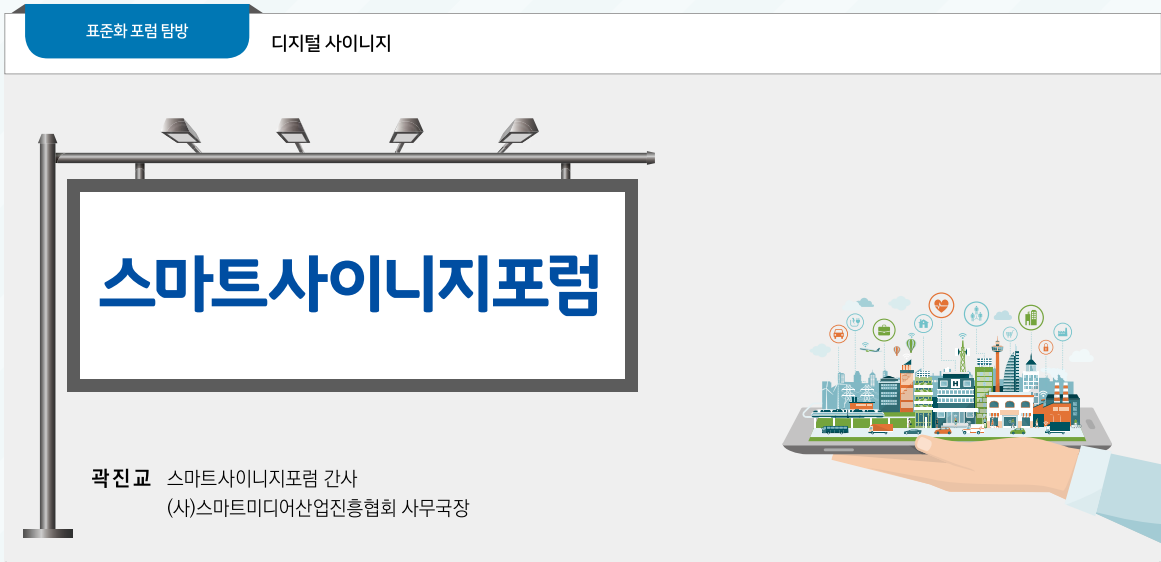 표준화 포럼 탐방
디지털 사이니지
스마트사이니지포럼
곽진교 스마트사이니지포럼 간사
(사)스마트미디어산업진흥협회 사무국장
H